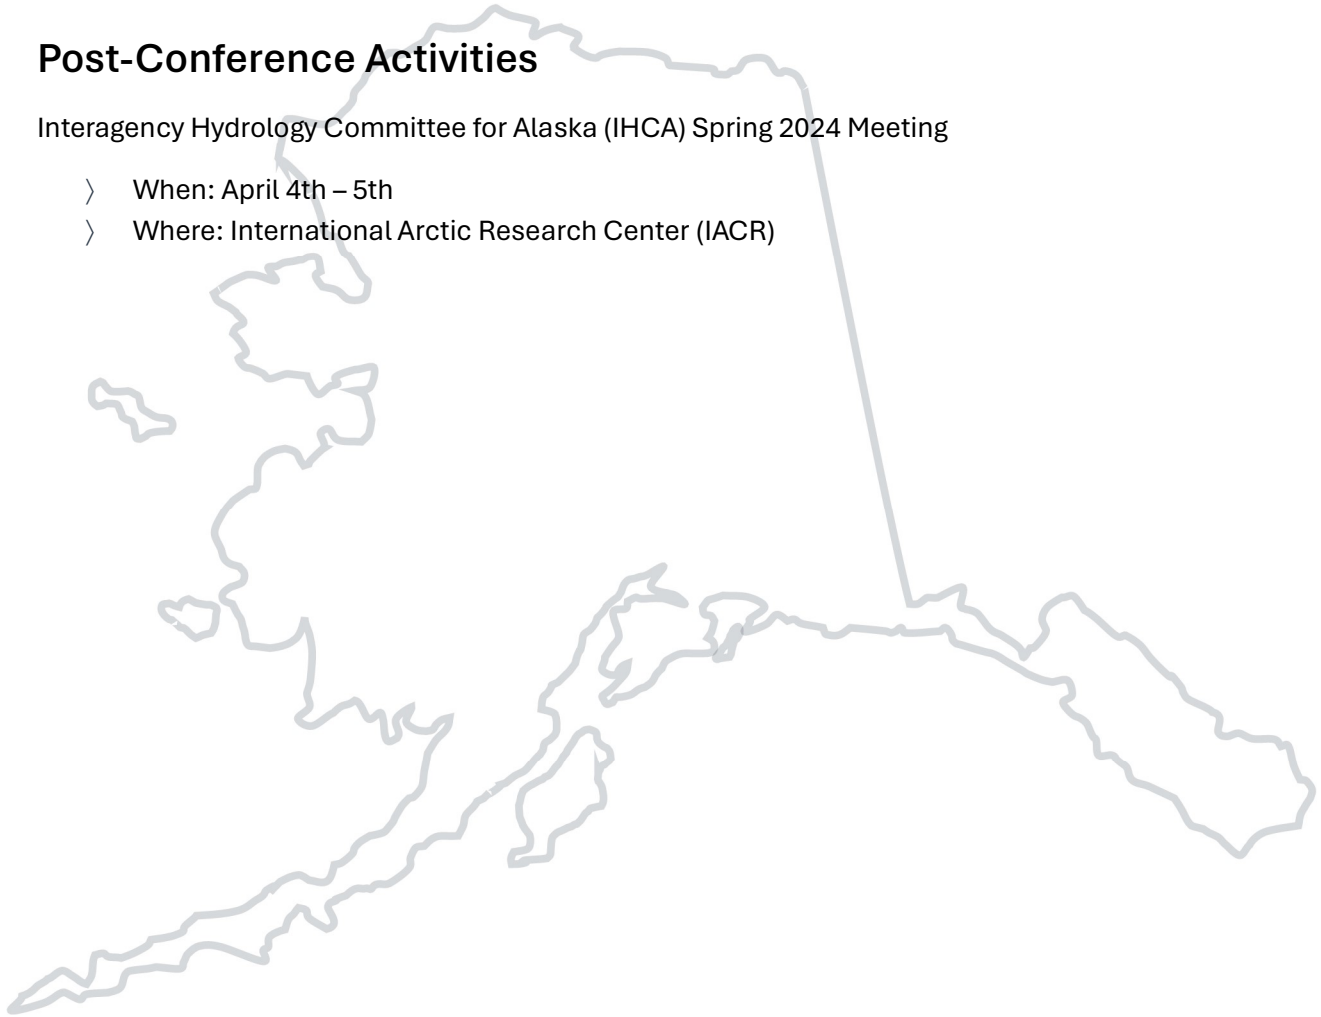 Post-Conference Activities
Interagency Hydrology Committee for Alaska (IHCA) Spring 2024 Meeting
〉 When: April 4th – 5th
〉 Where: International Arctic Research Center (IACR)